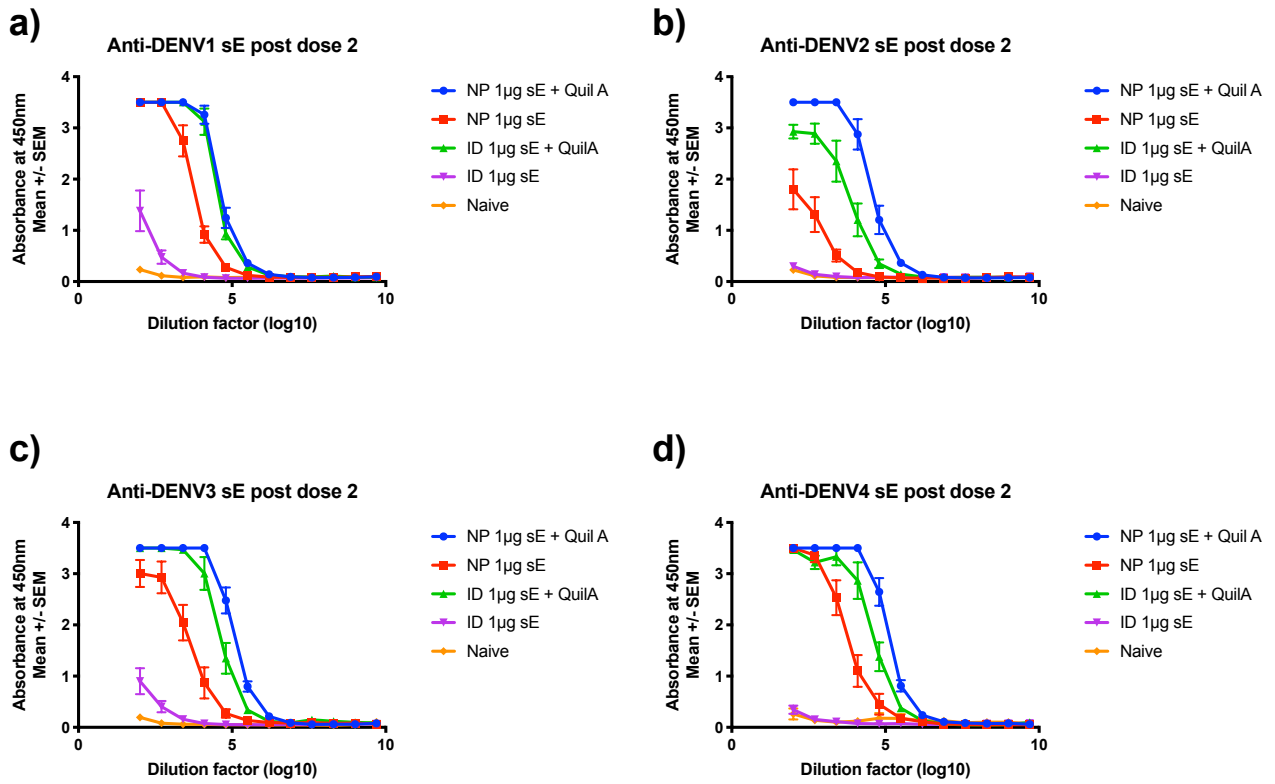 a)
Anti-DENV1 sE post dose 2
Absorbance at 450nm
Mean +/- SEM
4
3
2
1
0
0
5
10
Dilution factor (log10)
NP 1µg sE + Quil A
NP 1µg sE
ID 1µg sE + QuilA
ID 1µg sE
Naive
b)
Anti-DENV2 sE post dose 2
Absorbance at 450nm
Mean +/- SEM
4
3
2
1
0
0
5
10
Dilution factor (log10)
NP 1µg sE + Quil A
NP 1µg sE
ID 1µg sE + QuilA
ID 1µg sE
Naive
c)
Anti-DENV3 sE post dose 2
Absorbance at 450nm
Mean +/- SEM
4
3
2
1
0
0
5
10
Dilution factor (log10)
NP 1µg sE + Quil A
NP 1µg sE
ID 1µg sE + QuilA
ID 1µg sE
Naive
d)
Anti-DENV4 sE post dose 2
Absorbance at 450nm
Mean +/- SEM
4
3
2
1
0
0
5
10
Dilution factor (log10)
NP 1µg sE + Quil A
NP 1µg sE
ID 1µg sE + QuilA
ID 1µg sE
Naive